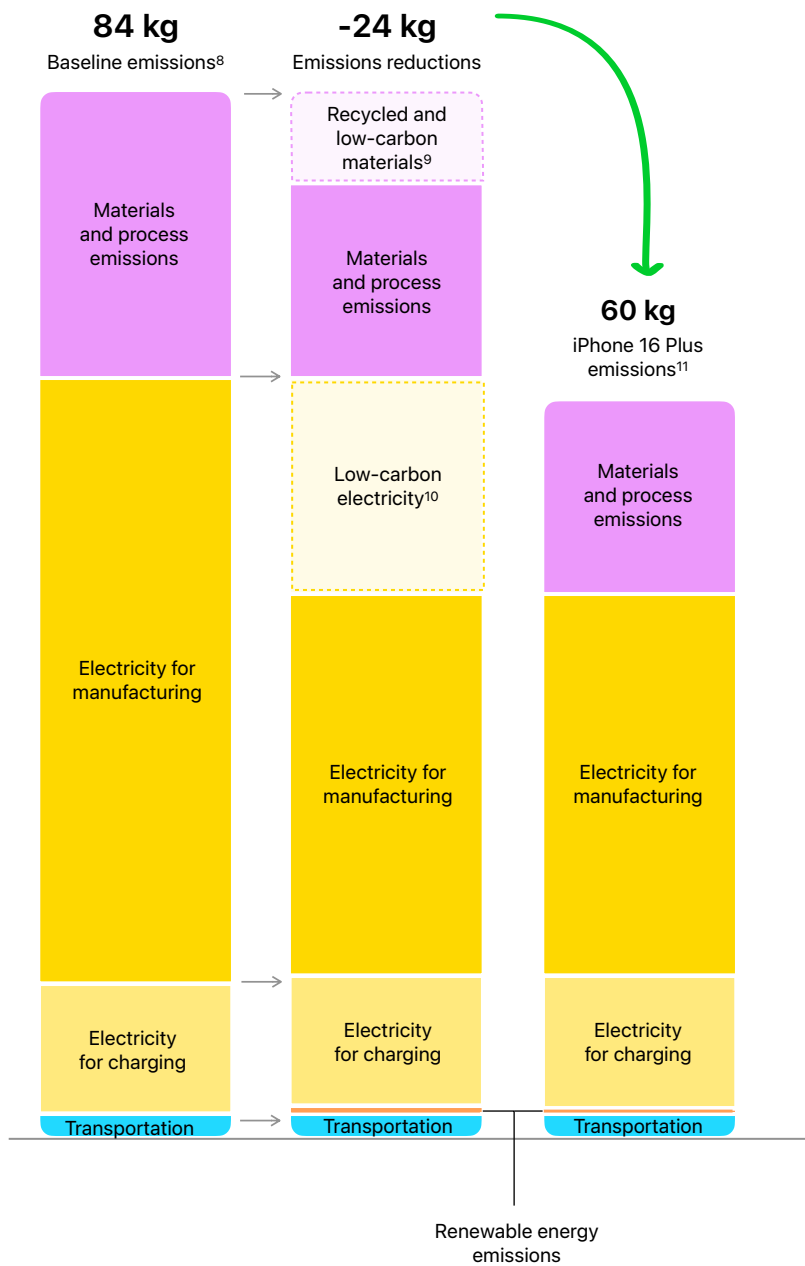 84 kg
Baseline emissions⁸
Materials
and process
emissions
Electricity for
manufacturing
Electricity
for charging
Transportation
-24 kg
Emissions reductions
Recycled and
low-carbon
materials⁹
Materials
and process
emissions
Low-carbon
electricity¹⁰
Electricity for
manufacturing
Electricity
for charging
Transportation
60 kg
iPhone 16 Plus
emissions¹¹
Materials
and process
emissions
Electricity for
manufacturing
Electricity
for charging
Transportation
Renewable energy
emissions